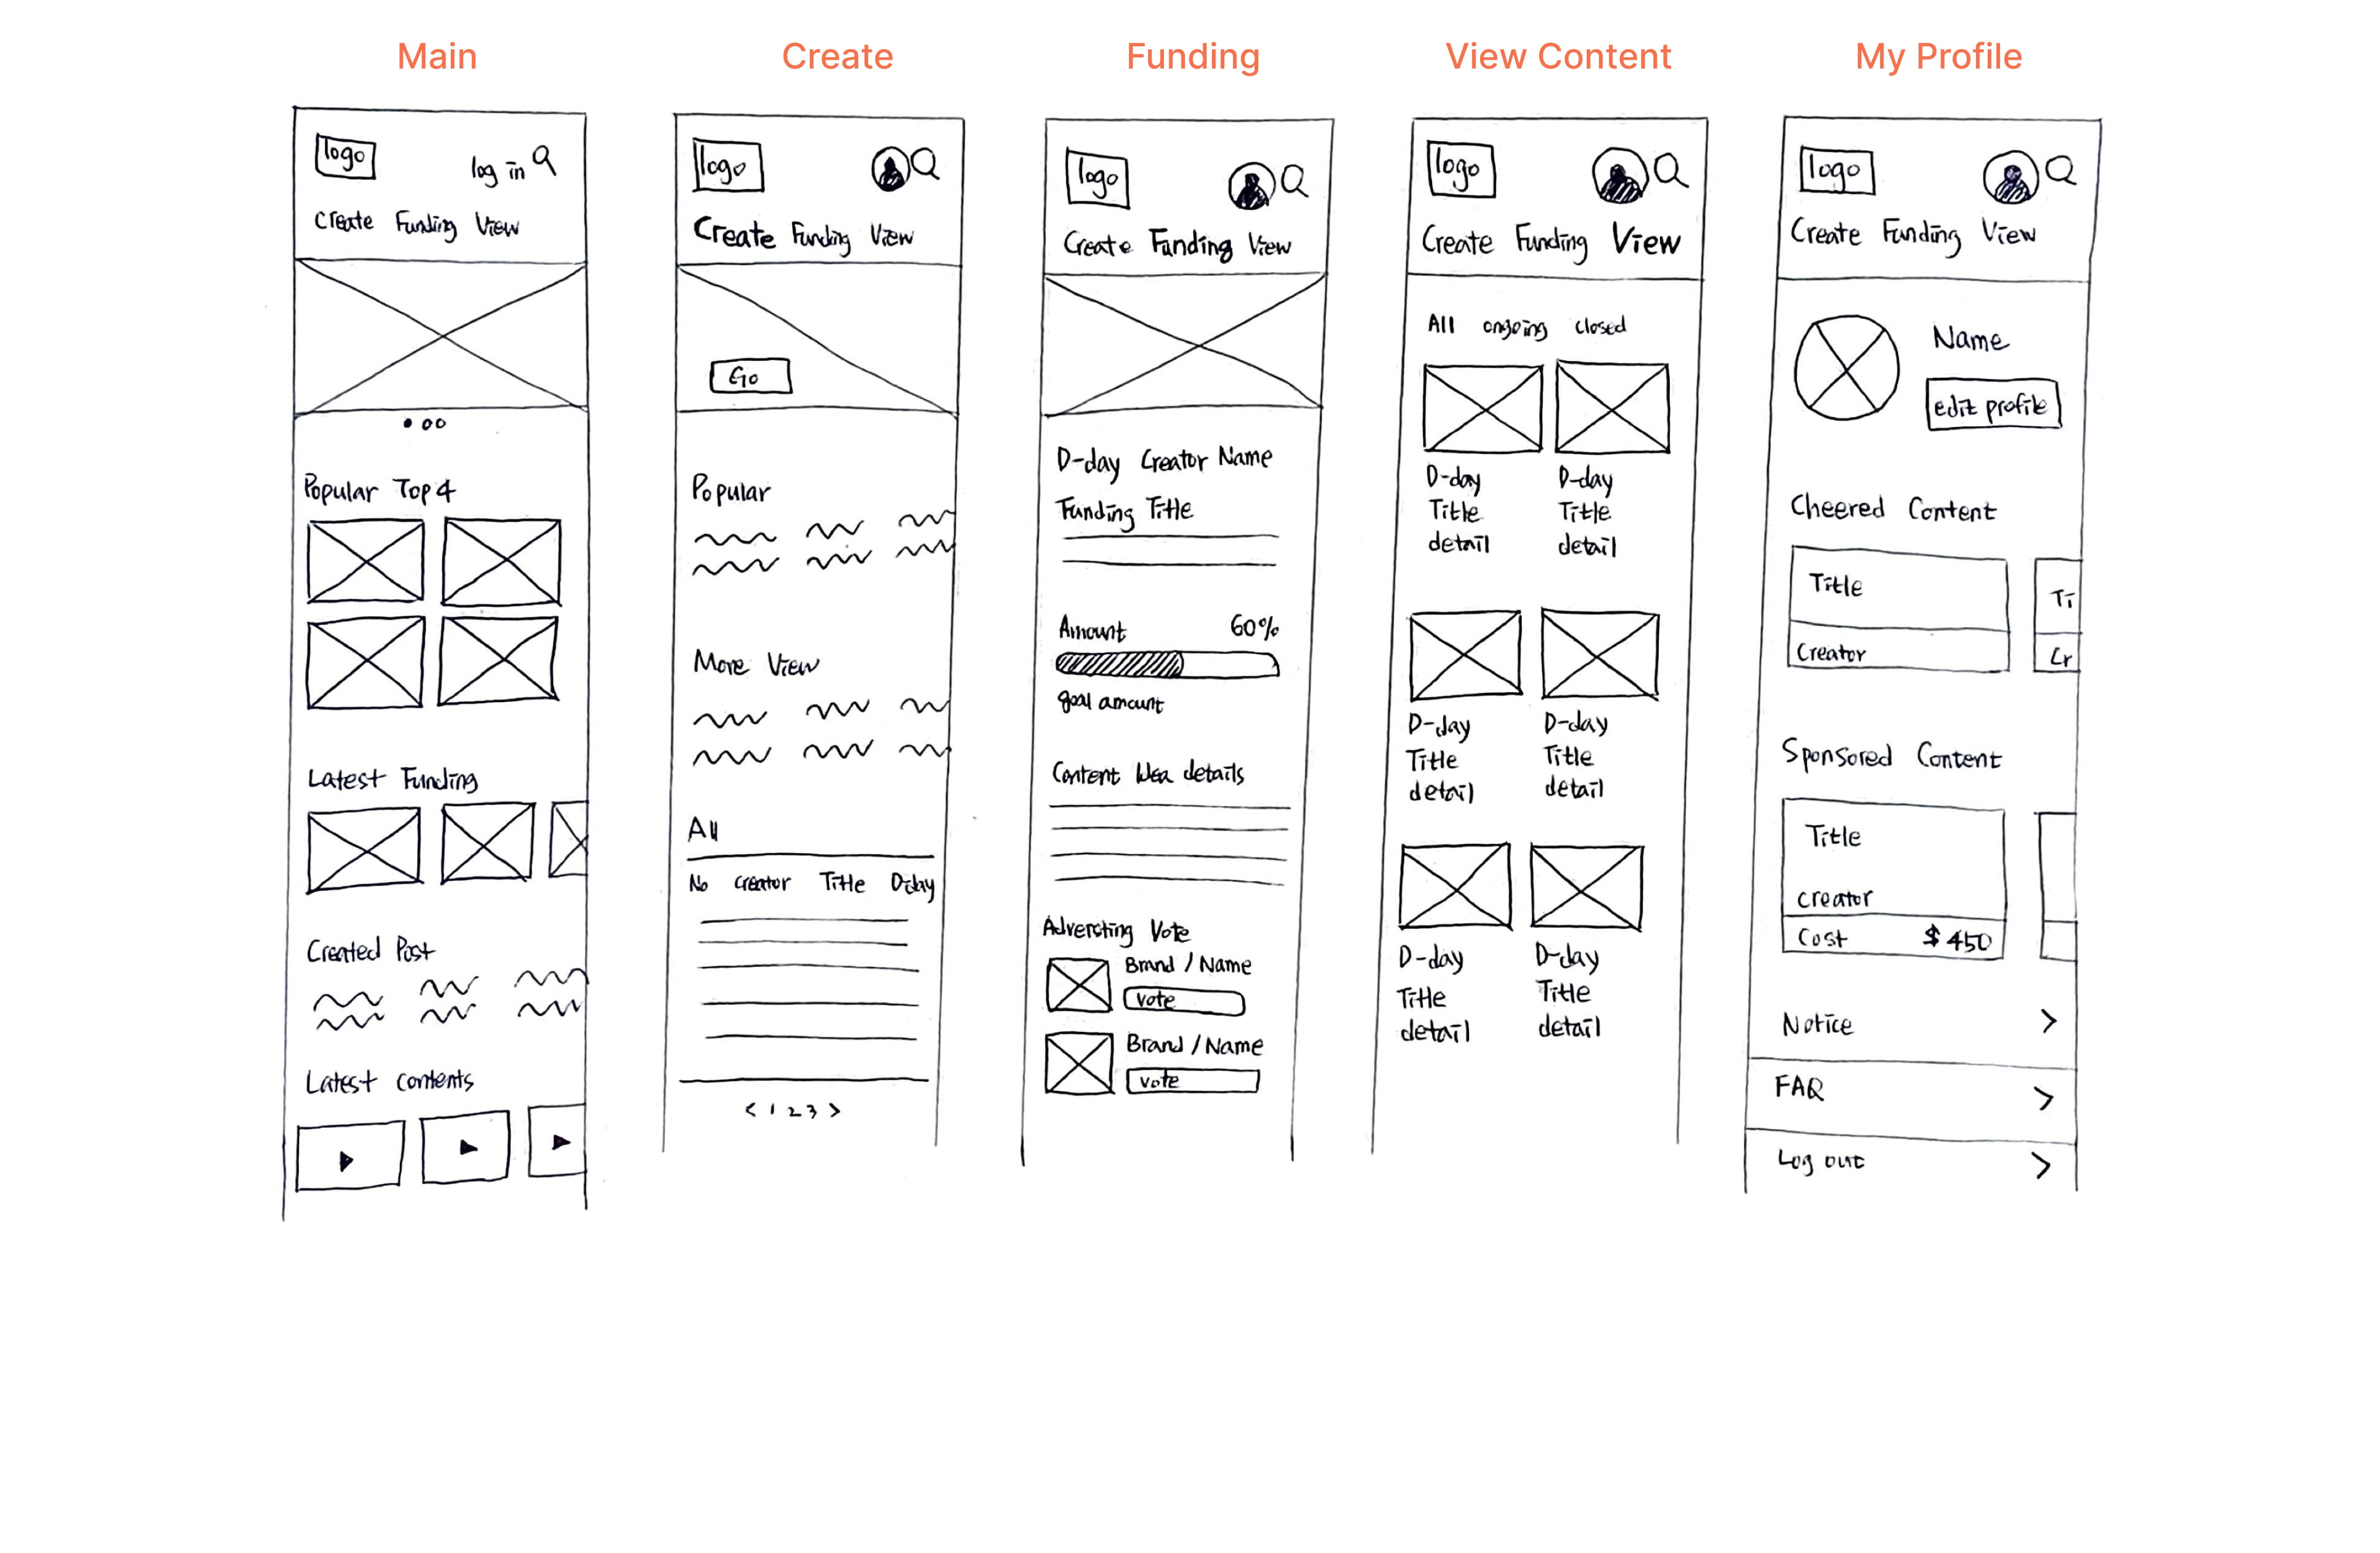 Main
logo
log in
Create Funding View
Popular Top 4
Latest Funding
Created Post
Latest contents
Create
logo
Create Funding View
Go
Popular
More View
All
No creator Title D-day
< 1 2 3 >
Funding
logo
Create Funding View
D-day Creator Name
Funding Title
Amount 60%
goal amount
Content Idea details
Adversting Vote
Brand / Name
vote
Brand / Name
vote
View Content
logo
Create Funding View
All ongoing closed
D-day D-day
Title Title
detail detail
D-day D-day
Title Title
detail detail
D-day D-day
Title Title
detail detail
My Profile
logo
Create Funding View
Name
edit profile
Cheered Content
Title Ti
Creator Cr
Sponsored Content
Title
creator
Cost $450
Notice >
FAQ >
Log out >